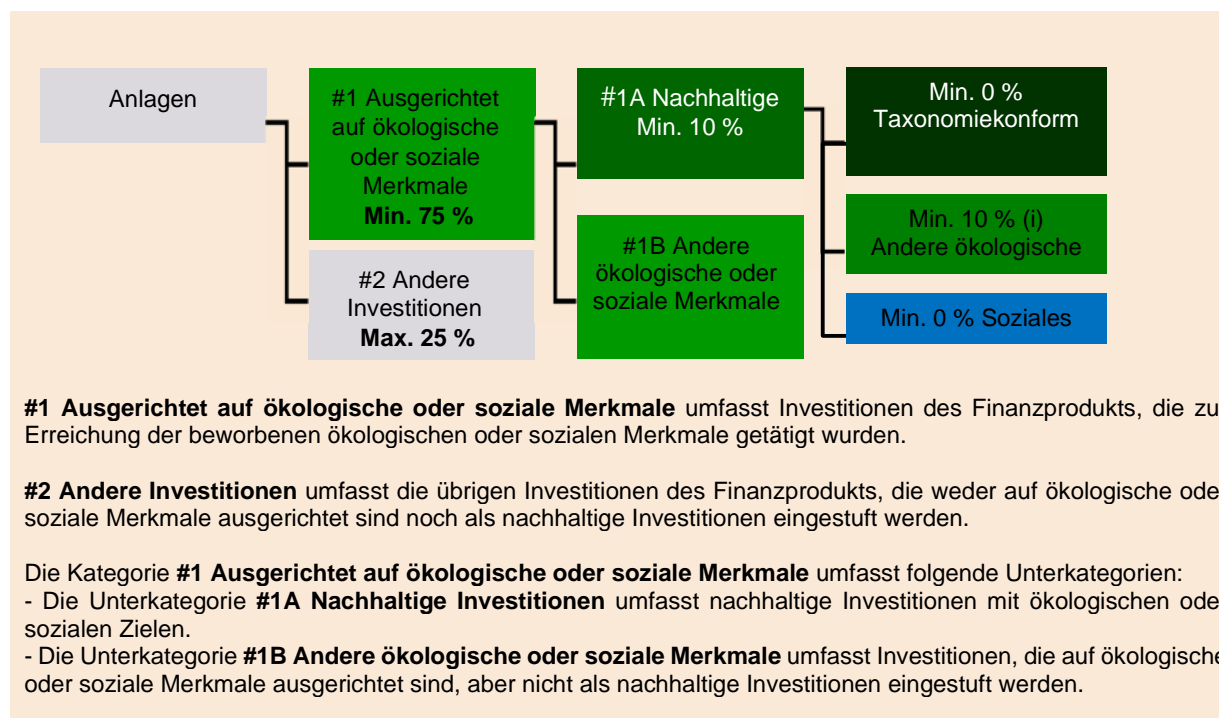 Anlagen
#1 Ausgerichtet
auf ökologische
oder soziale
Merkmale
Min. 75 %
#2 Andere
Investitionen
Max. 25 %
#1A Nachhaltige
Min. 10 %
#1B Andere
ökologische oder
soziale Merkmale
Min. 0 %
Taxonomiekonform
Min. 10 % (i)
Andere ökologische
Min. 0 % Soziales
#1 Ausgerichtet auf ökologische oder soziale Merkmale umfasst Investitionen des Finanzprodukts, die zu
Erreichung der beworbenen ökologischen oder sozialen Merkmale getätigt wurden.
#2 Andere Investitionen umfasst die übrigen Investitionen des Finanzprodukts, die weder auf ökologische ode
soziale Merkmale ausgerichtet sind noch als nachhaltige Investitionen eingestuft werden.
Die Kategorie #1 Ausgerichtet auf ökologische oder soziale Merkmale umfasst folgende Unterkategorien:
- Die Unterkategorie #1A Nachhaltige Investitionen umfasst nachhaltige Investitionen mit ökologischen ode
sozialen Zielen.
- Die Unterkategorie #1B Andere ökologische oder soziale Merkmale umfasst Investitionen, die auf ökologische
oder soziale Merkmale ausgerichtet sind, aber nicht als nachhaltige Investitionen eingestuft werden.